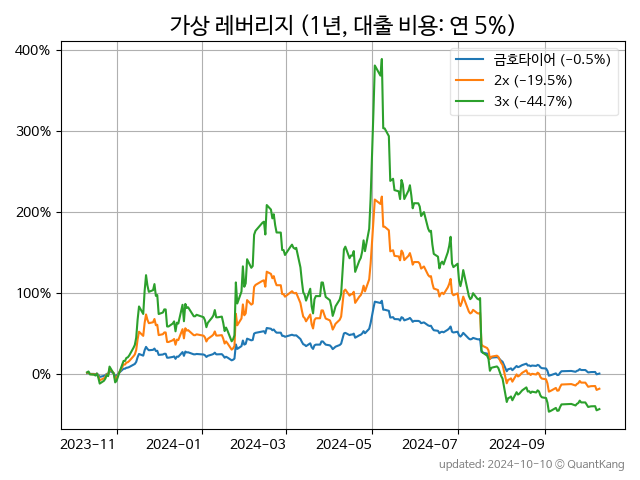 가상 레버리지 (1년, 대출 비용: 연 5%)
400%
300%
200%
100%
0%
금호타이어 (−0.5%)
2x (−19.5%)
3x (−44.7%)
2023-11
2024-01
2024-03
2024-05
2024-07
2024-09
updated: 2024-10-10 © QuantKang